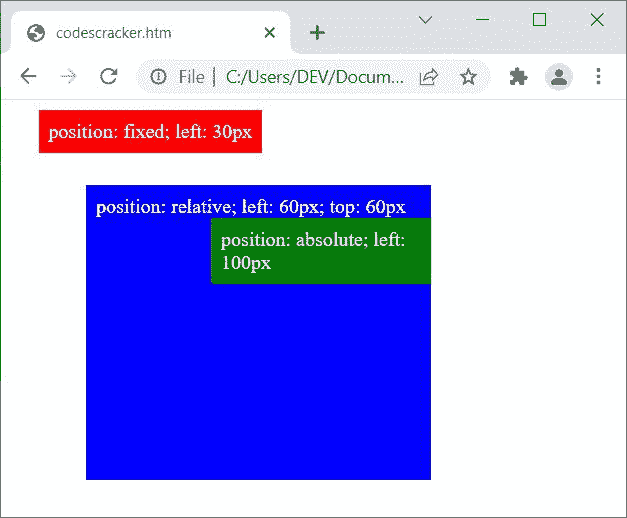 codescracker.htm
File | C:/Users/DEV/Docum...
position: fixed; left: 30px
position: relative; left: 60px; top: 60px
position: absolute; left:
100px